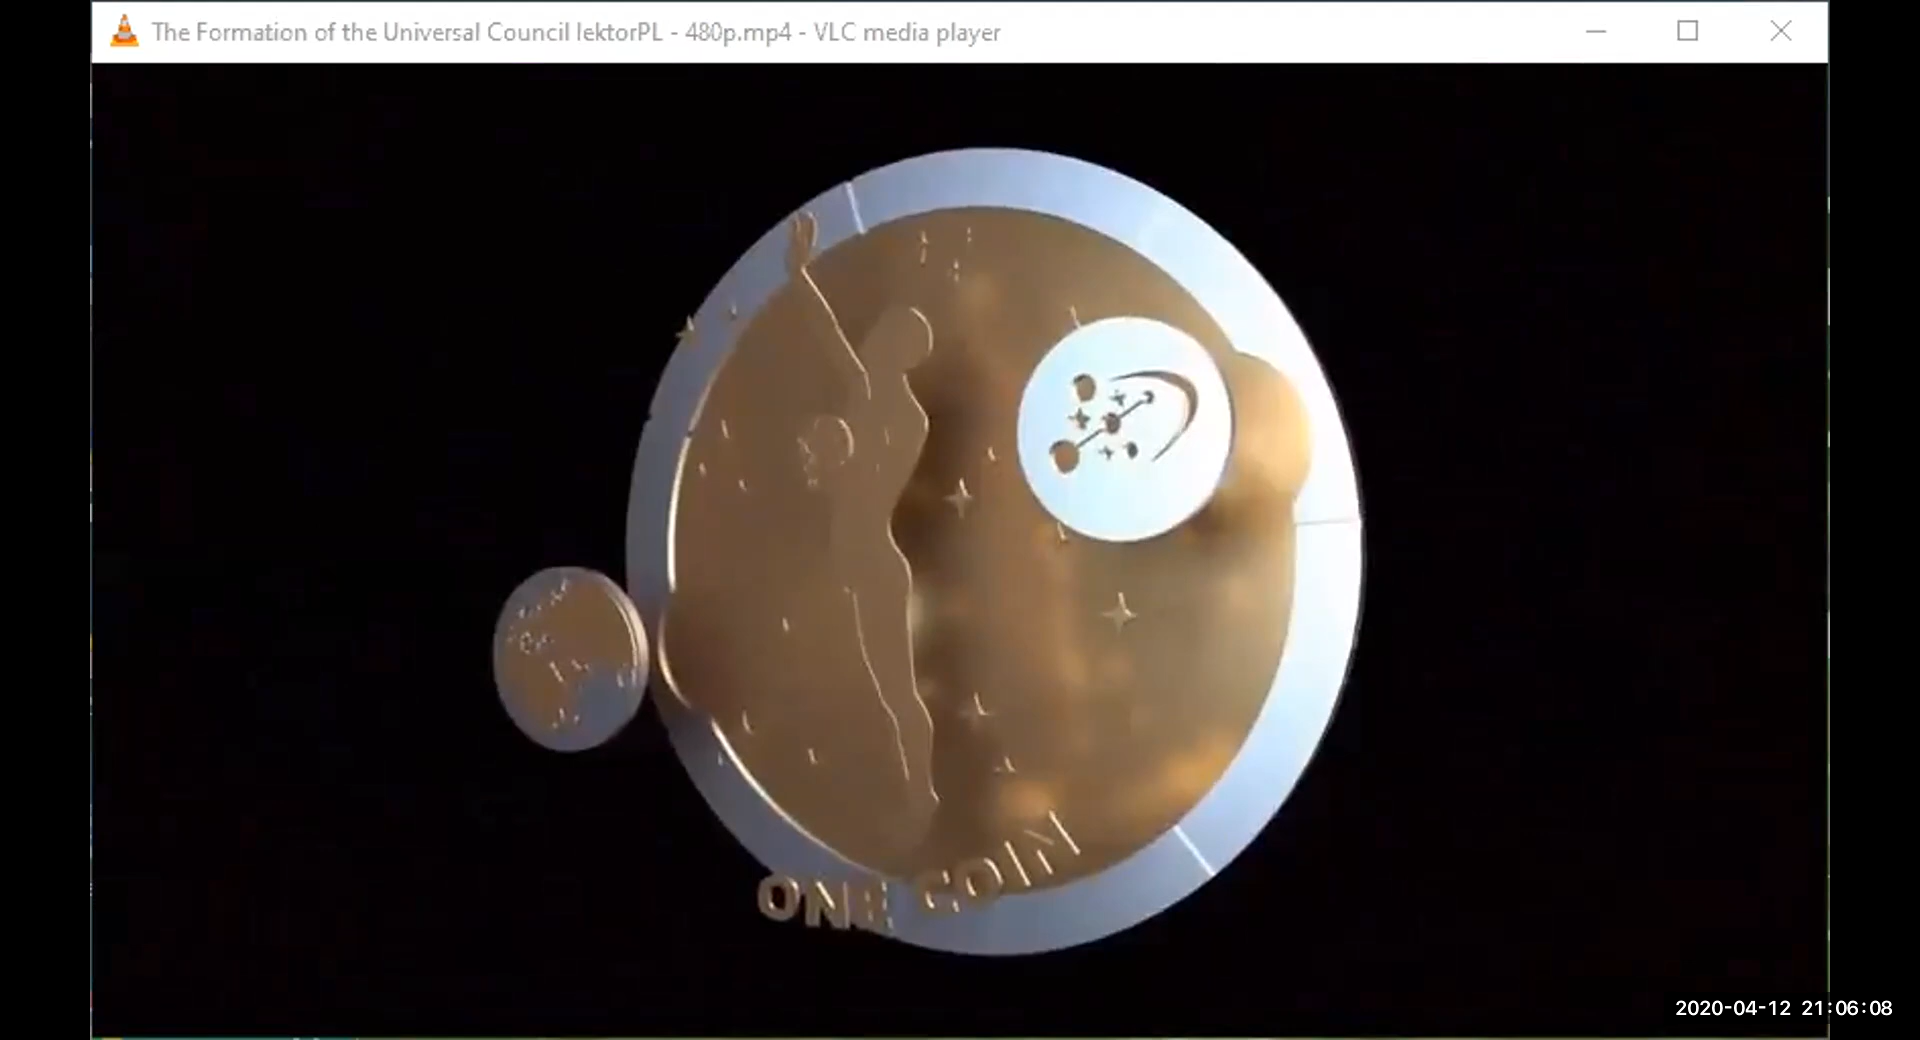 The Formation of the Universal Council lektorPL - 480p.mp4 - VLC media player
ONE COIN
2020-04-12 21:06:08